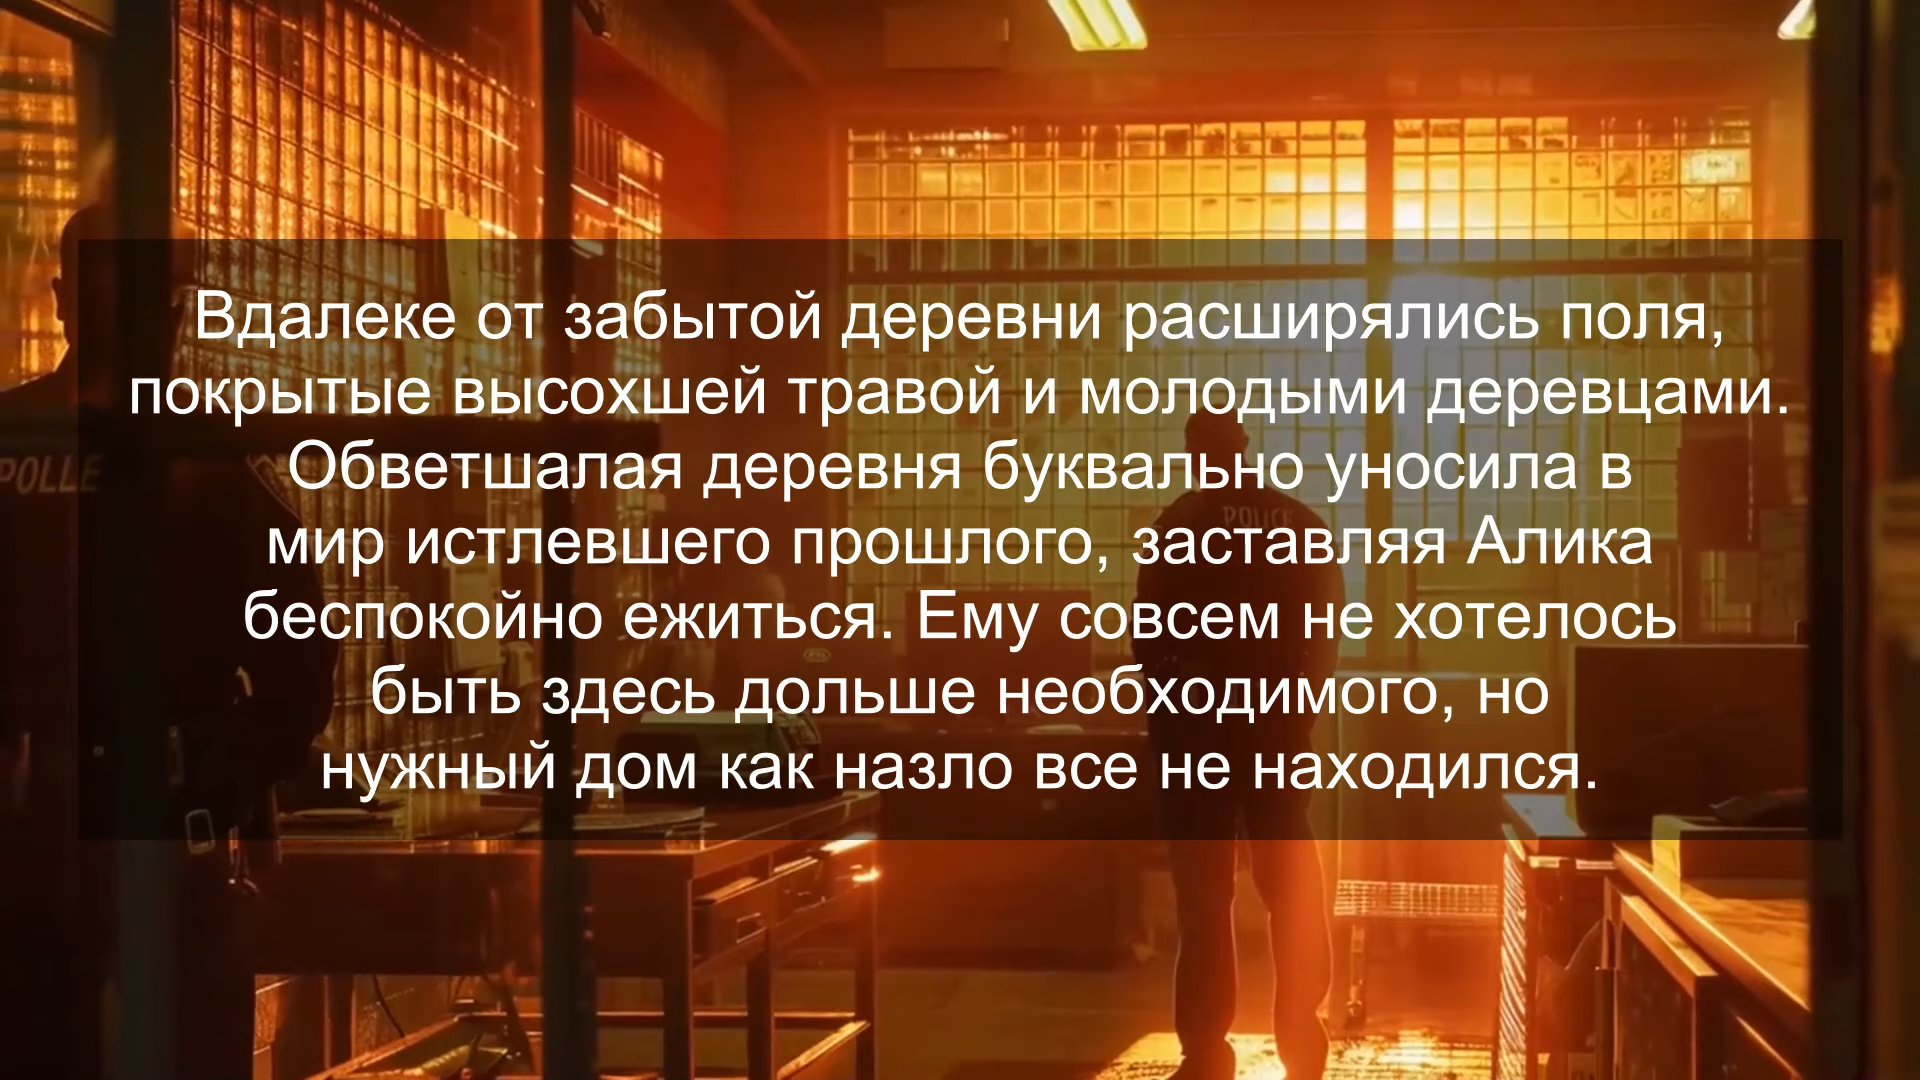 Вдалеке от забытой деревни расширялись поля,
покрытые высохшей травой и молодыми деревцами.
Обветшалая деревня буквально уносила в
мир истлевшего прошлого, заставляя Алика
беспокойно ежиться. Ему совсем не хотелось
быть здесь дольше необходимого, но
нужный дом как назло все не находился.
POLLE
POLICE